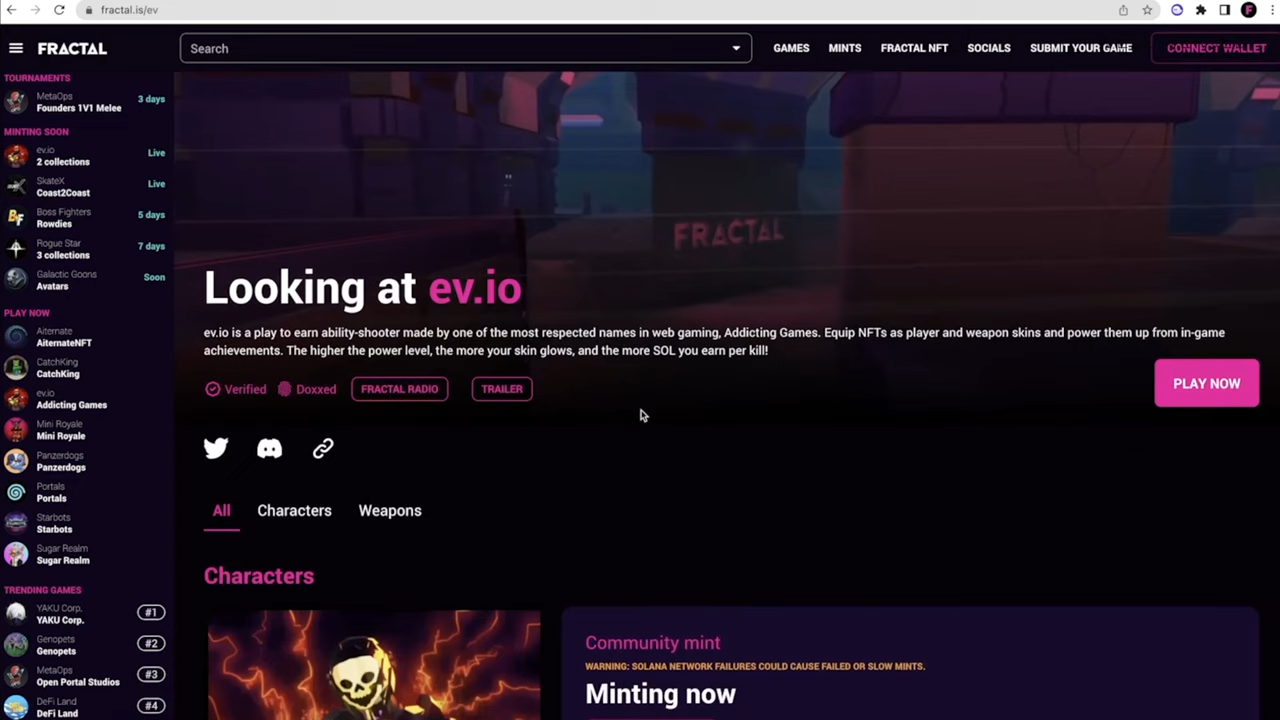 fractal.is/ev
FRACTAL
Search
GAMES
MINTS
FRACTAL NFT
SOCIALS
SUBMIT YOUR GAME
CONNECT WALLET
TOURNAMENTS
MetaOps
Founders 1V1 Melee
3 days
MINTING SOON
ev.io
2 collections
Live
SkateX
Coast2Coast
Live
Boss Fighters
Rowdies
5 days
Rogue Star
3 collections
7 days
Galactic Goons
Avatars
Soon
PLAY NOW
Aiternate
AiternateNFT
CatchKing
CatchKing
ev.io
Addicting Games
Mini Royale
Mini Royale
Panzerdogs
Panzerdogs
Portals
Portals
Starbots
Starbots
Sugar Realm
Sugar Realm
TRENDING GAMES
YAKU Corp.
YAKU Corp.
#1
Genopets
Genopets
#2
MetaOps
Open Portal Studios
#3
DeFi Land
DeFi Land
#4
FRACTAL
Looking at ev.io
ev.io is a play to earn ability-shooter made by one of the most respected names in web gaming, Addicting Games. Equip NFTs as player and weapon skins and power them up from in-game
achievements. The higher the power level, the more your skin glows, and the more SOL you earn per kill!
Verified
Doxxed
FRACTAL RADIO
TRAILER
PLAY NOW
All
Characters
Weapons
Characters
Community mint
WARNING: SOLANA NETWORK FAILURES COULD CAUSE FAILED OR SLOW MINTS.
Minting now